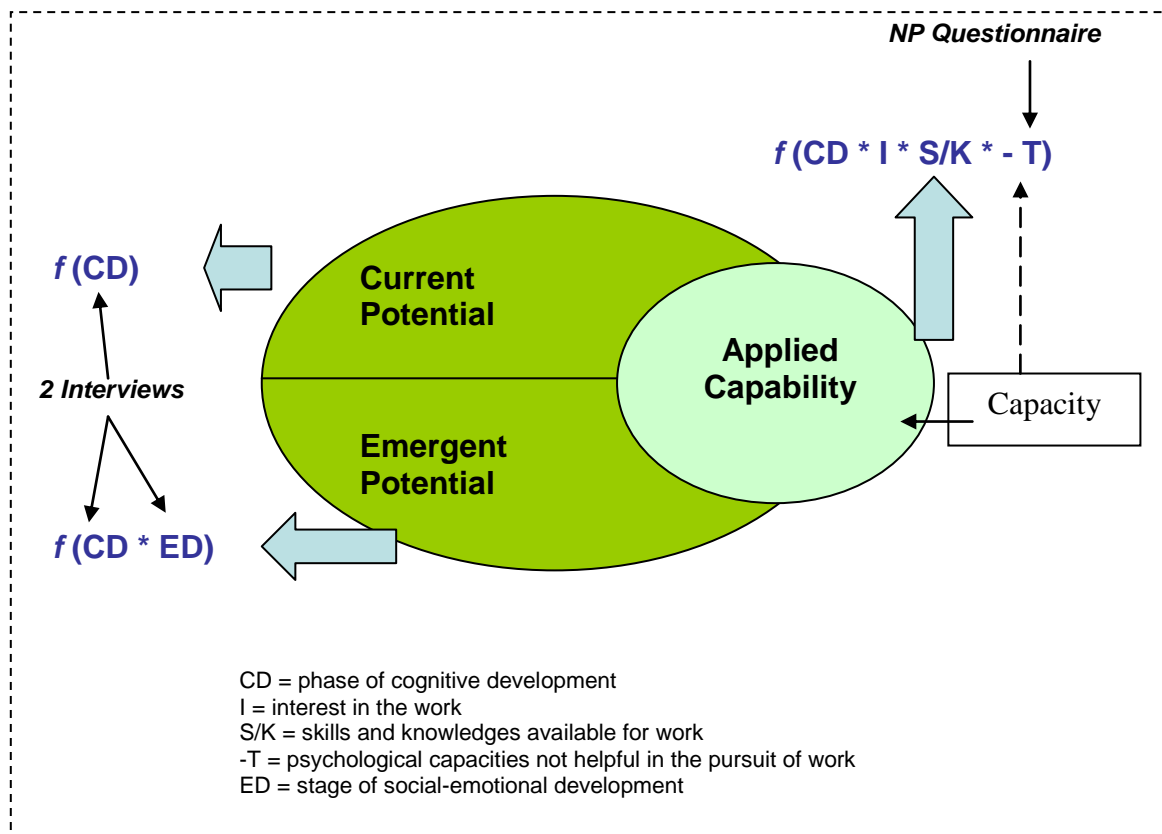 NP Questionnaire
f (CD * I * S/K * - T)
f (CD)
Current
Potential
Applied
Capability
2 Interviews
Capacity
Emergent
Potential
f (CD * ED)
CD = phase of cognitive development
I = interest in the work
S/K = skills and knowledges available for work
-T = psychological capacities not helpful in the pursuit of work
ED = stage of social-emotional development